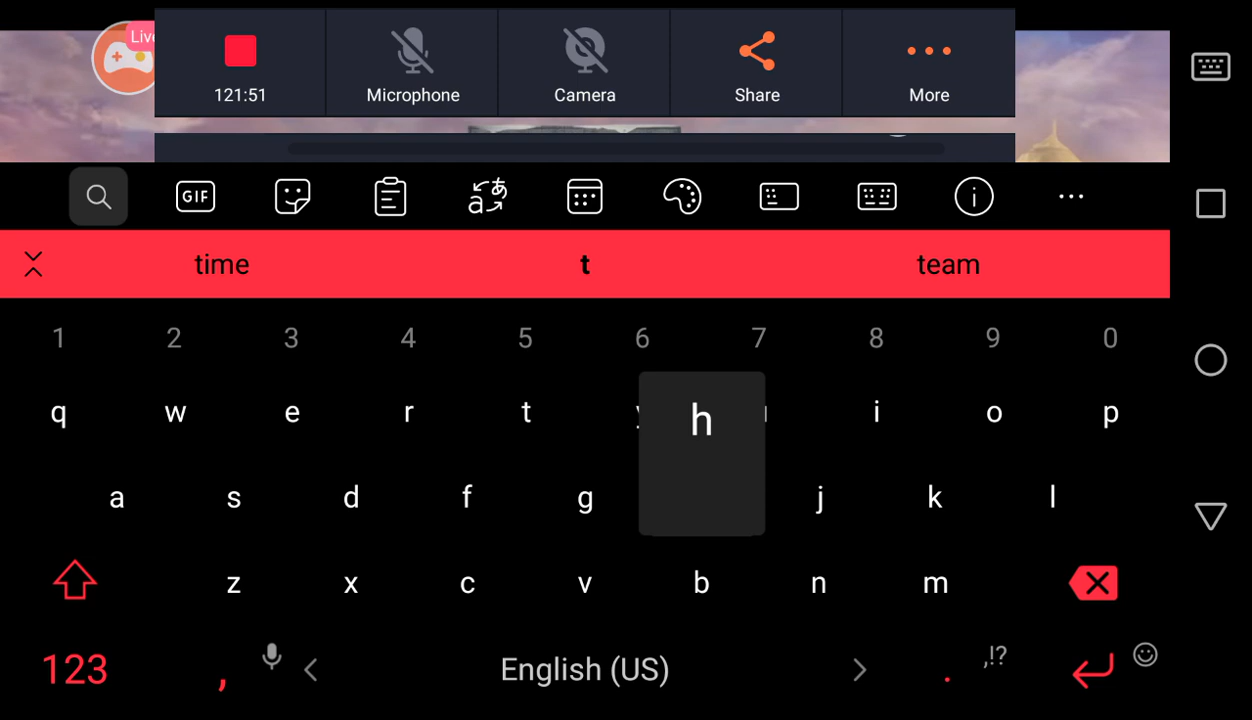 Live
121:51 Microphone Camera Share More
GIF
time t team
1 2 3 4 5 6 7 8 9 0
q w e r t h i o p
a s d f g j k l
z x c v b n m
123 , English (US) . ,!?